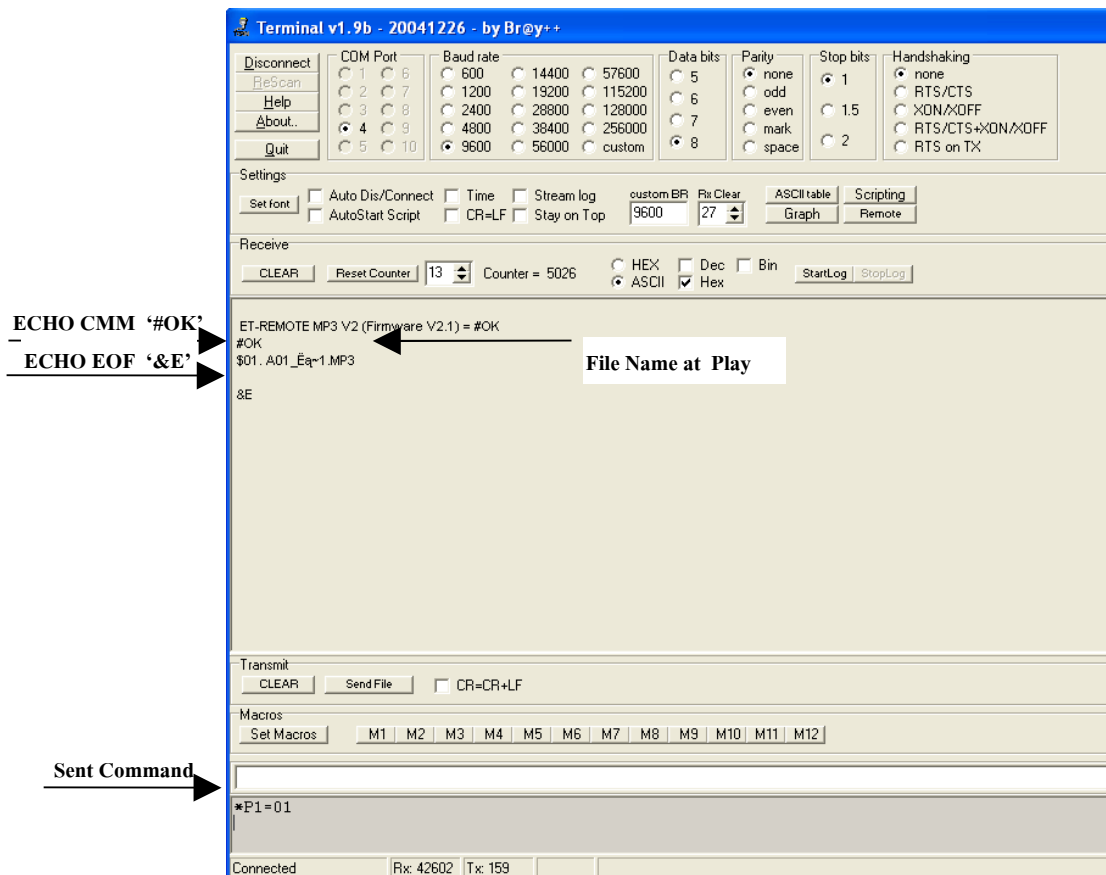 Terminal v1.9b - 20041226 - by Br@y++
Disconnect
ReScan
Help
About..
Quit
COM Port
1 6
2 7
3 8
4 9
5 10
Baud rate
600 14400 57600
1200 19200 115200
2400 28800 128000
4800 38400 256000
9600 56000 custom
Data bits
5
6
7
8
Parity
none
odd
even
mark
space
Stop bits
1
1.5
2
Handshaking
none
RTS/CTS
XON/XOFF
RTS/CTS+XON/XOFF
RTS on TX
Settings
Set font
Auto Dis/Connect Time Stream log
AutoStart Script CR=LF Stay on Top
custom BR Rx Clear
9600 27
ASCII table Scripting
Graph Remote
Receive
CLEAR Reset Counter 13 Counter = 5026
HEX Dec Bin
ASCII Hex
StartLog StopLog
ET-REMOTE MP3 V2 (Firmware V2.1) = #OK
#OK
$01. A01_Ëą~1.MP3
&E
ECHO CMM ‘#OK’
ECHO EOF ‘&E’
File Name at Play
Transmit
CLEAR Send File CR=CR+LF
Macros
Set Macros M1 M2 M3 M4 M5 M6 M7 M8 M9 M10 M11 M12
Sent Command
*P1=01
Connected Rx: 42602 Tx: 159